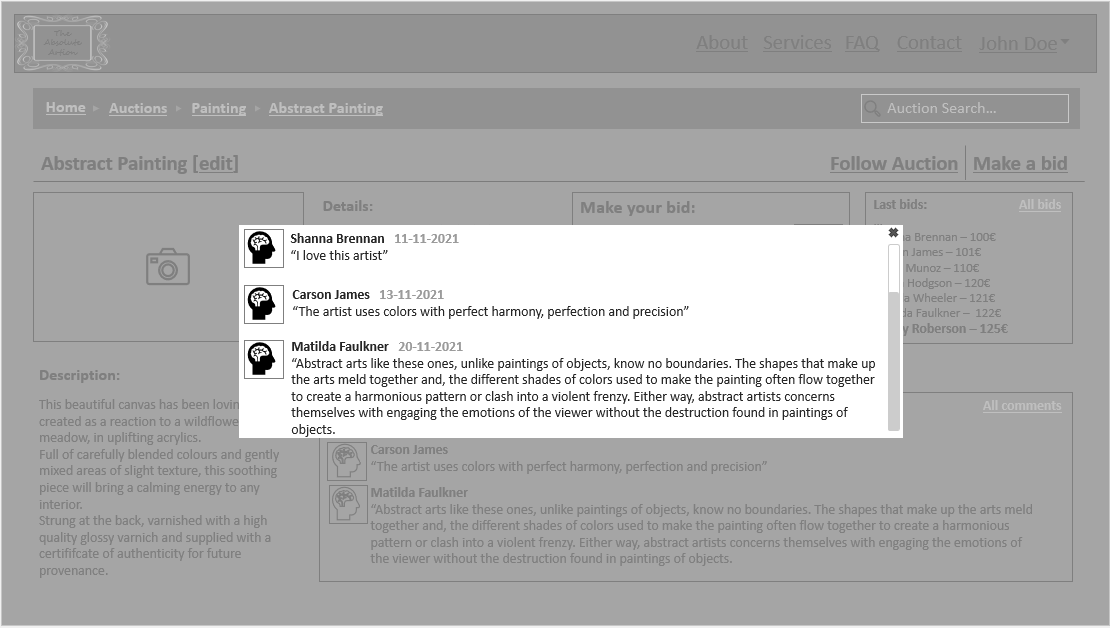 The
Absolute
Artion
About Services FAQ Contact John Doe
Home Auctions Painting Abstract Painting
Auction Search...
Abstract Painting [edit]
Follow Auction Make a bid
Details:
Make your bid:
Last bids: All bids
a Brennan – 100€
n James – 101€
Munoz – 110€
Hodgson – 120€
a Wheeler – 121€
da Faulkner – 122€
y Roberson – 125€
Shanna Brennan 11-11-2021
“I love this artist”
Carson James 13-11-2021
“The artist uses colors with perfect harmony, perfection and precision”
Matilda Faulkner 20-11-2021
“Abstract arts like these ones, unlike paintings of objects, know no boundaries. The shapes that make up
the arts meld together and, the different shades of colors used to make the painting often flow together
to create a harmonious pattern or clash into a violent frenzy. Either way, abstract artists concerns
themselves with engaging the emotions of the viewer without the destruction found in paintings of
objects.
Description:
This beautiful canvas has been lovin
created as a reaction to a wildflowe
meadow, in uplifting acrylics.
Full of carefully blended colours and gently
mixed areas of slight texture, this soothing
piece will bring a calming energy to any
interior.
Strung at the back, varnished with a high
quality glossy varnich and supplied with a
certififcate of authenticity for future
provenance.
All comments
Carson James
“The artist uses colors with perfect harmony, perfection and precision”
Matilda Faulkner
“Abstract arts like these ones, unlike paintings of objects, know no boundaries. The shapes that make up the arts meld
together and, the different shades of colors used to make the painting often flow together to create a harmonious
pattern or clash into a violent frenzy. Either way, abstract artists concerns themselves with engaging the emotions of
the viewer without the destruction found in paintings of objects.